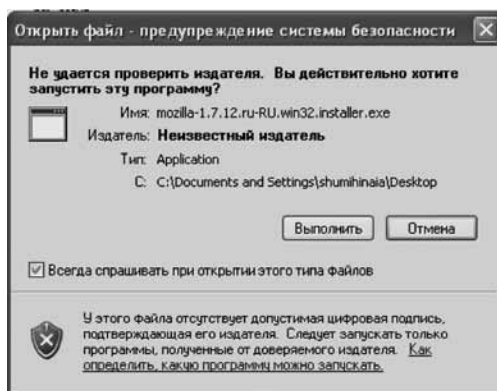 Открыть файл - предупреждение системы безопасности
Не удается проверить издателя. Вы действительно хотите
запустить эту программу?
Имя: mozilla-1.7.12.ru-RU.win32.installer.exe
Издатель: Неизвестный издатель
Тип: Application
С: C:\Documents and Settings\shumihinaia\Desktop
Выполнить Отмена
Всегда спрашивать при открытии этого типа файлов
У этого файла отсутствует допустимая цифровая подпись,
подтверждающая его издателя. Следует запускать только
программы, полученные от доверяемого издателя. Как
определить, какую программу можно запускать.